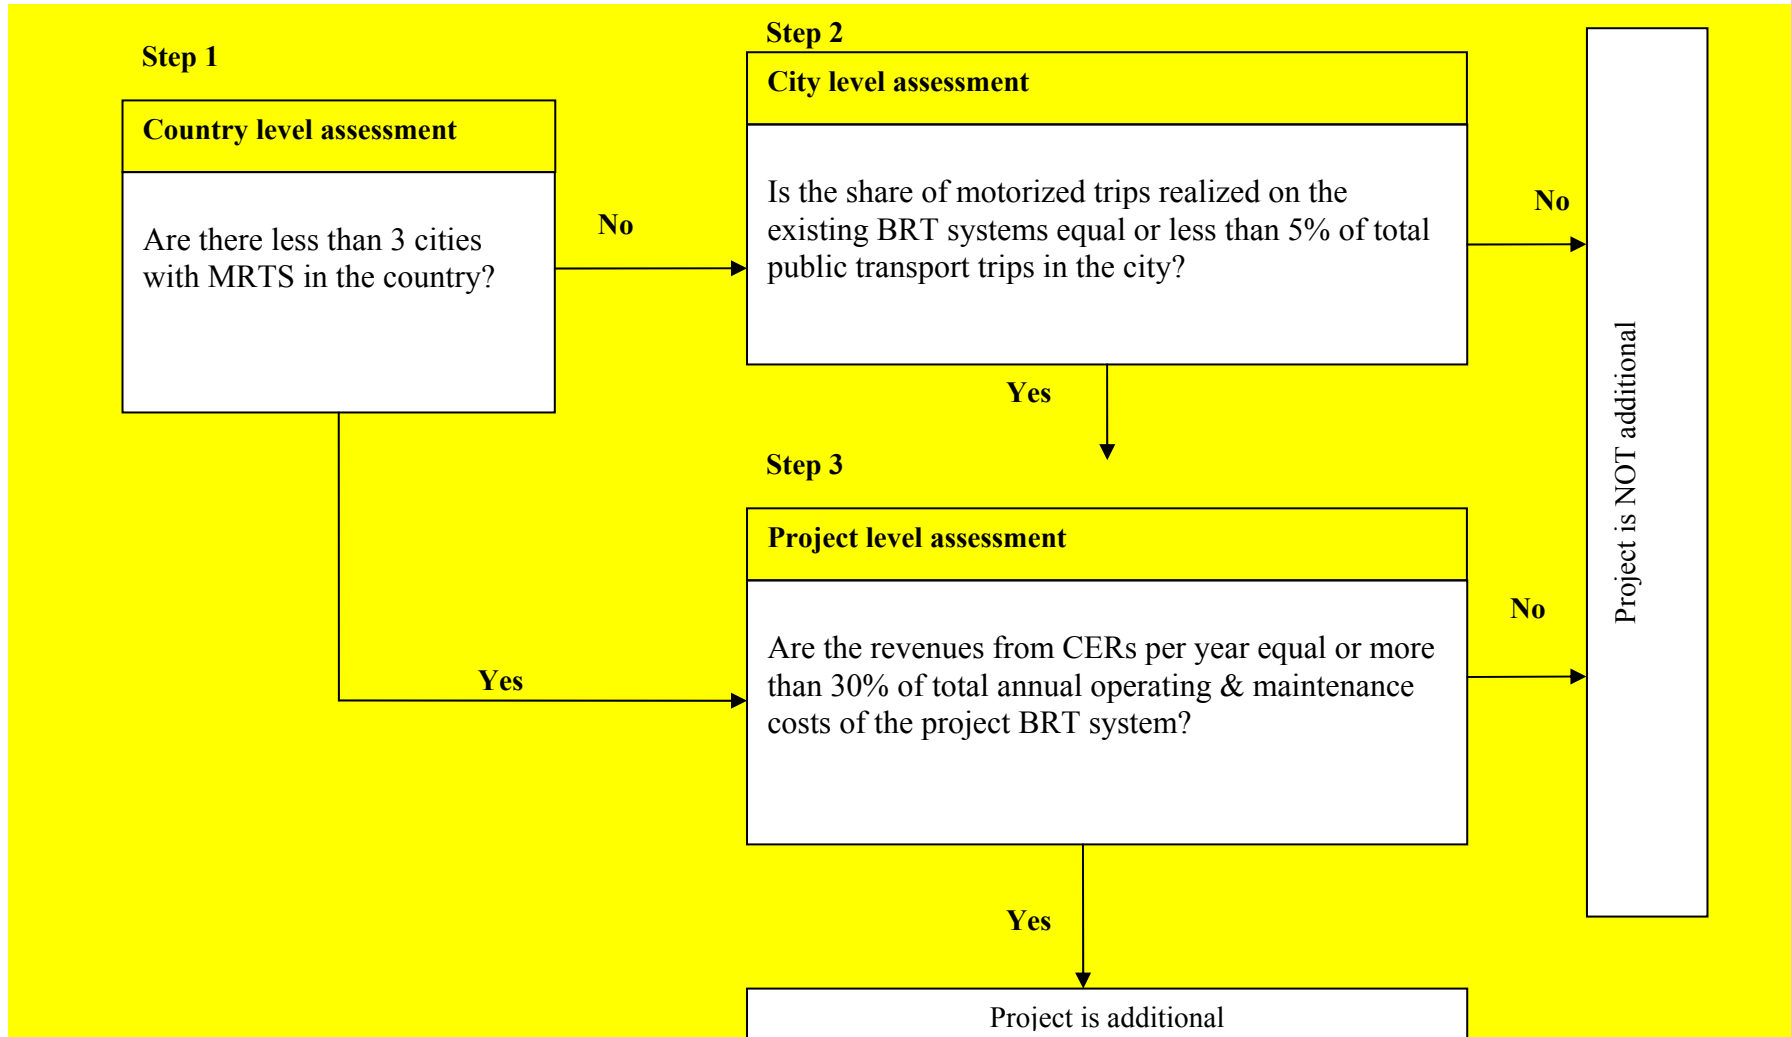 Step 1
Country level assessment
Are there less than 3 cities
with MRTS in the country?
No
Yes
Step 2
City level assessment
Is the share of motorized trips realized on the
existing BRT systems equal or less than 5% of total
public transport trips in the city?
No
Yes
Step 3
Project level assessment
Are the revenues from CERs per year equal or more
than 30% of total annual operating & maintenance
costs of the project BRT system?
No
Yes
Project is additional
Project is NOT additional